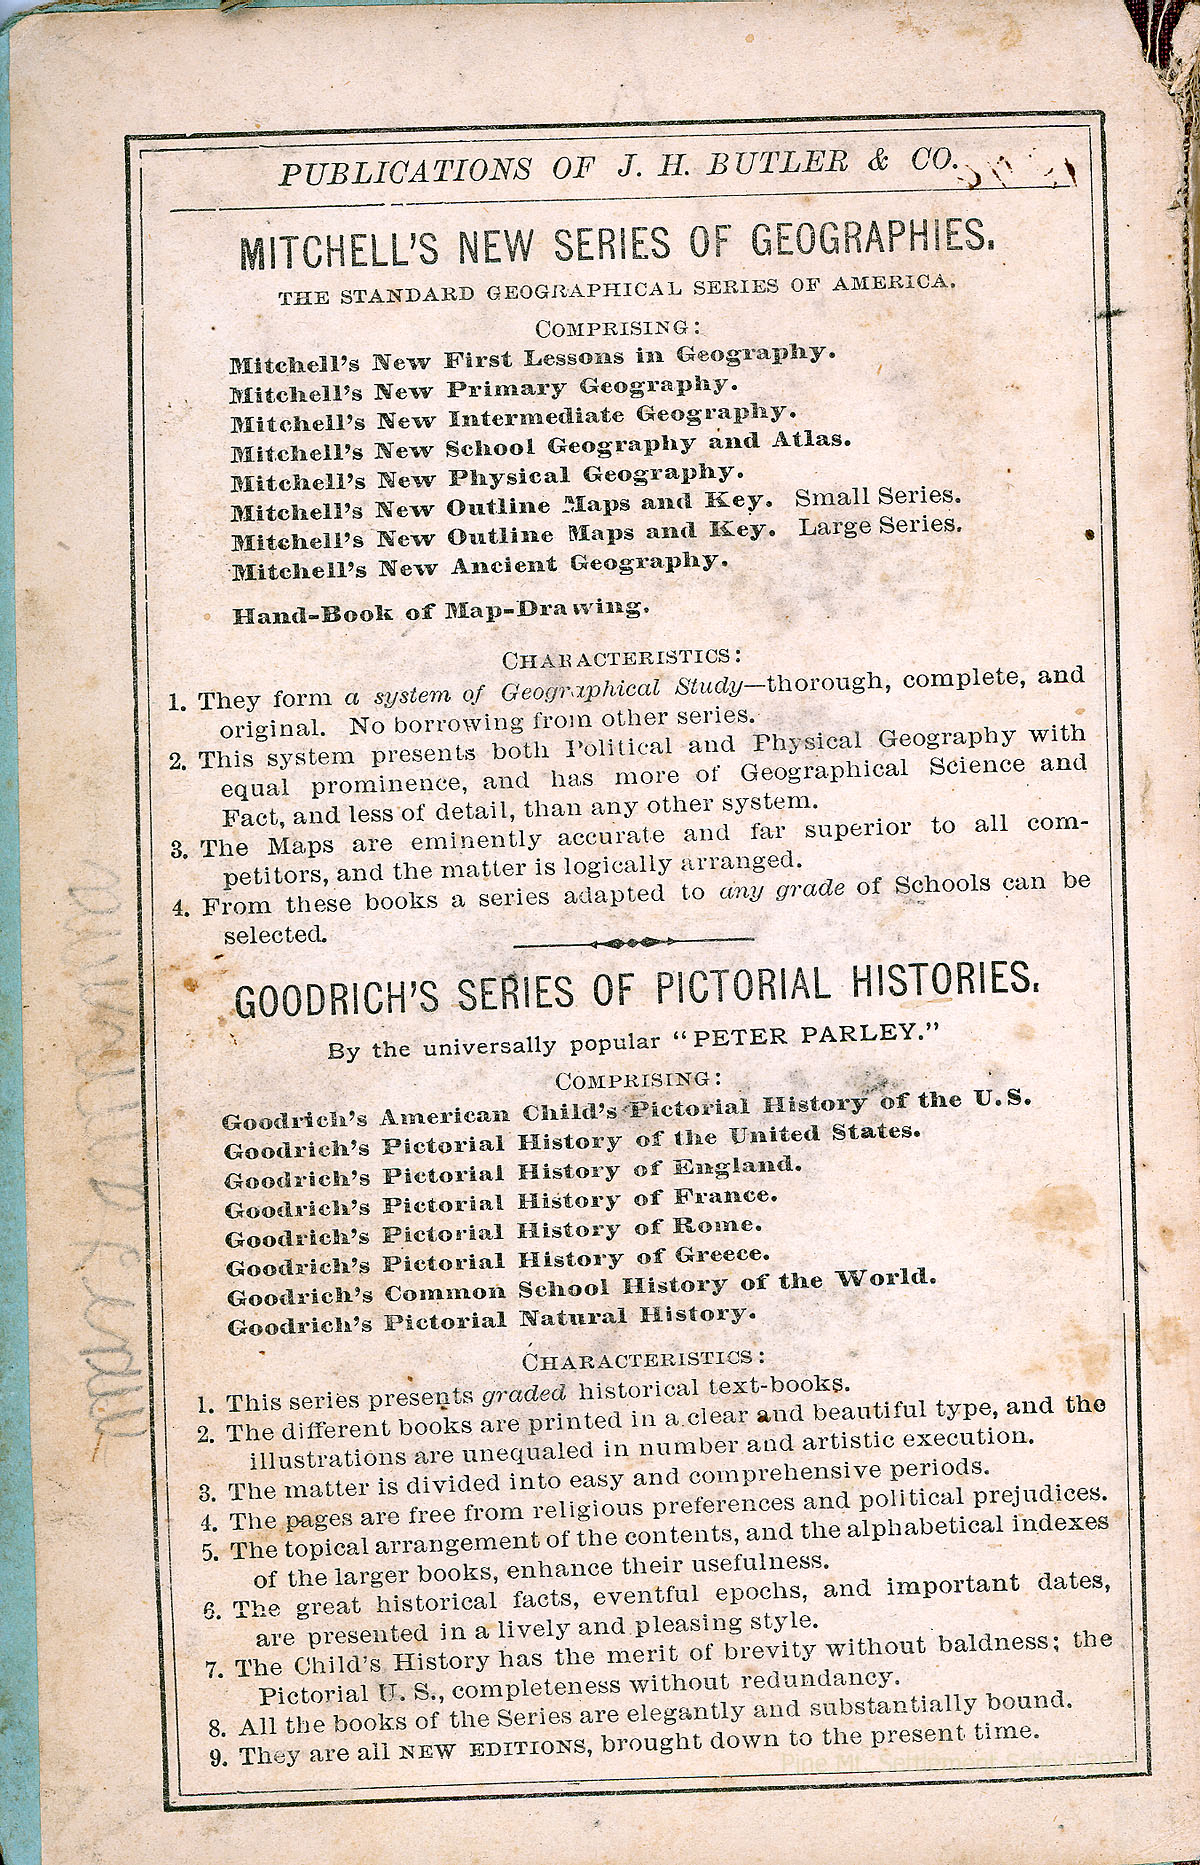 PUBLICATIONS OF J. H. BUTLER & CO.
MITCHELL'S NEW SERIES OF GEOGRAPHIES.
THE STANDARD GEOGRAPHICAL SERIES OF AMERICA.
COMPRISING:
Mitchell's New First Lessons in Geography.
Mitchell's New Primary Geography.
Mitchell's New Intermediate Geography.
Mitchell's New School Geography and Atlas.
Mitchell's New Physical Geography.
Mitchell's New Outline Maps and Key. Small Series.
Mitchell's New Outline Maps and Key. Large Series.
Mitchell's New Ancient Geography.
Hand-Book of Map-Drawing.
CHARACTERISTICS:
1. They form a system of Geographical Study—thorough, complete, and
original. No borrowing from other series.
2. This system presents both Political and Physical Geography with
equal prominence, and has more of Geographical Science and
Fact, and less of detail, than any other system.
3. The Maps are eminently accurate and far superior to all com-
petitors, and the matter is logically arranged.
4. From these books a series adapted to any grade of Schools can be
selected.
GOODRICH'S SERIES OF PICTORIAL HISTORIES.
By the universally popular "PETER PARLEY."
COMPRISING:
Goodrich's American Child's Pictorial History of the U.S.
Goodrich's Pictorial History of the United States.
Goodrich's Pictorial History of England.
Goodrich's Pictorial History of France.
Goodrich's Pictorial History of Rome.
Goodrich's Pictorial History of Greece.
Goodrich's Common School History of the World.
Goodrich's Pictorial Natural History.
CHARACTERISTICS:
1. This series presents graded historical text-books.
2. The different books are printed in a clear and beautiful type, and the
illustrations are unequaled in number and artistic execution.
3. The matter is divided into easy and comprehensive periods.
4. The pages are free from religious preferences and political prejudices.
5. The topical arrangement of the contents, and the alphabetical indexes
of the larger books, enhance their usefulness.
6. The great historical facts, eventful epochs, and important dates,
are presented in a lively and pleasing style.
7. The Child's History has the merit of brevity without baldness; the
Pictorial U. S., completeness without redundancy.
8. All the books of the Series are elegantly and substantially bound.
9. They are all NEW EDITIONS, brought down to the present time.
Pine Mt. Settlement School